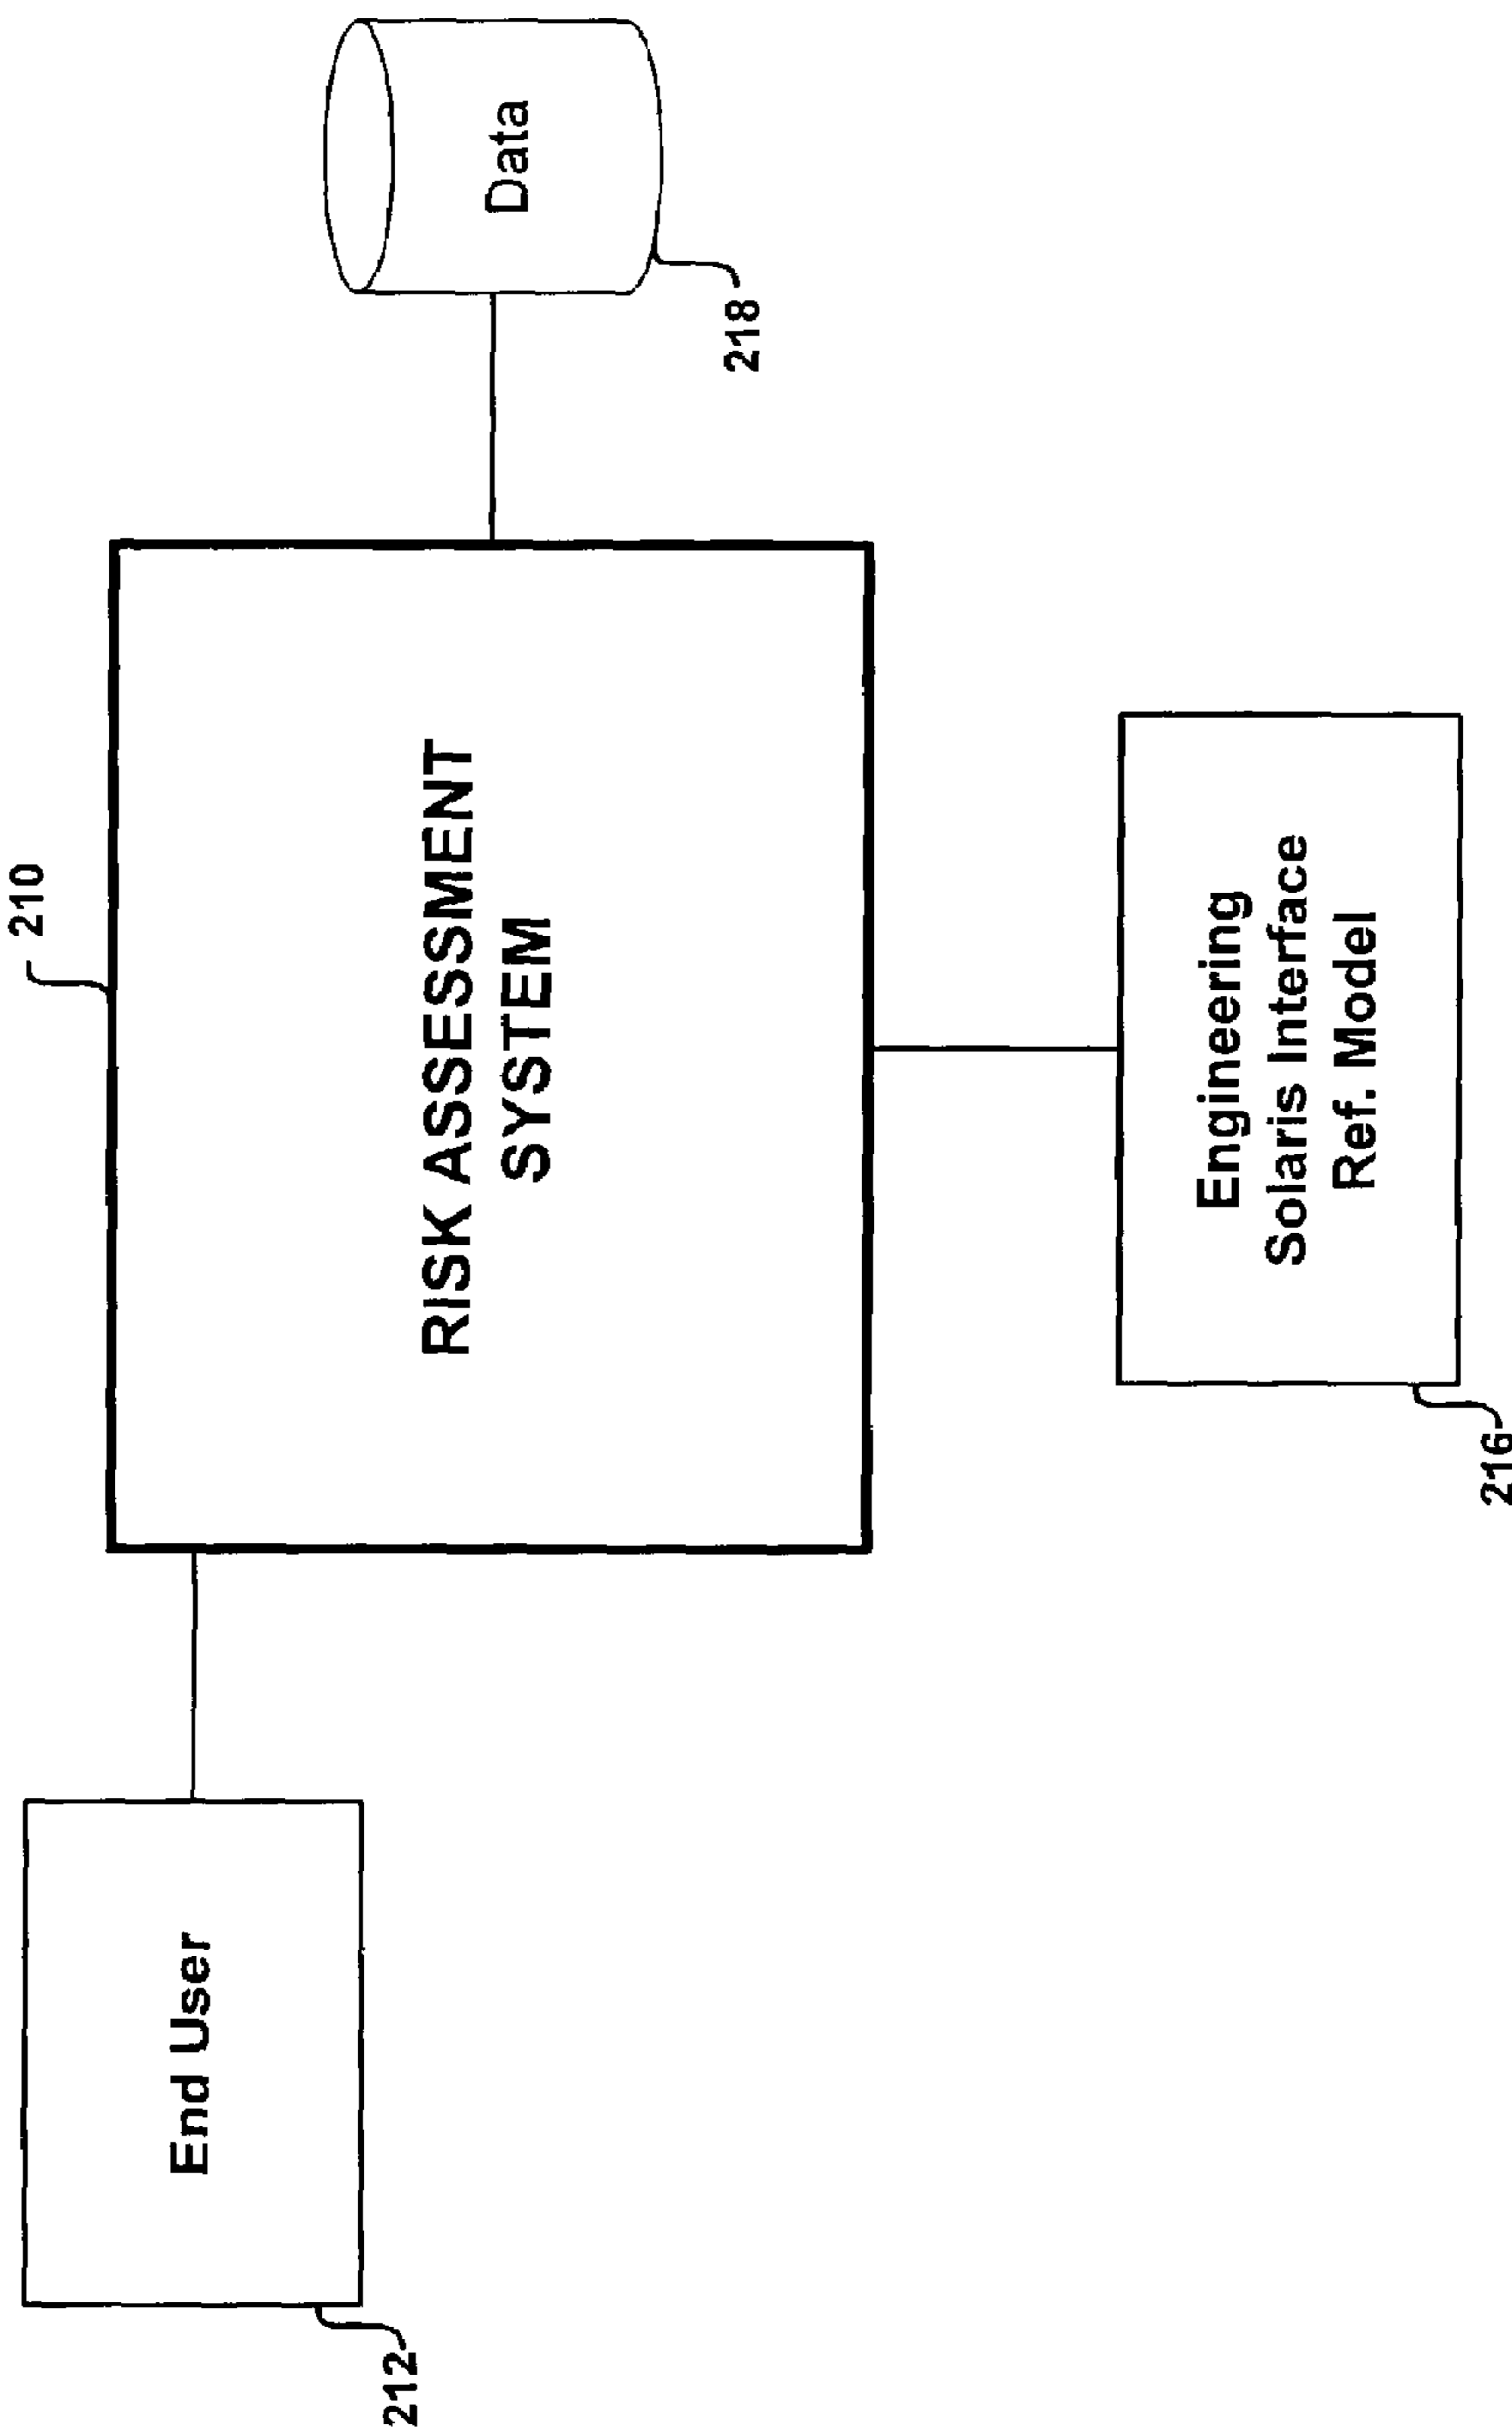 210
End User
212
RISK ASSESSMENT
SYSTEM
Data
218
Engineering
Solaris Interface
Ref. Model
216